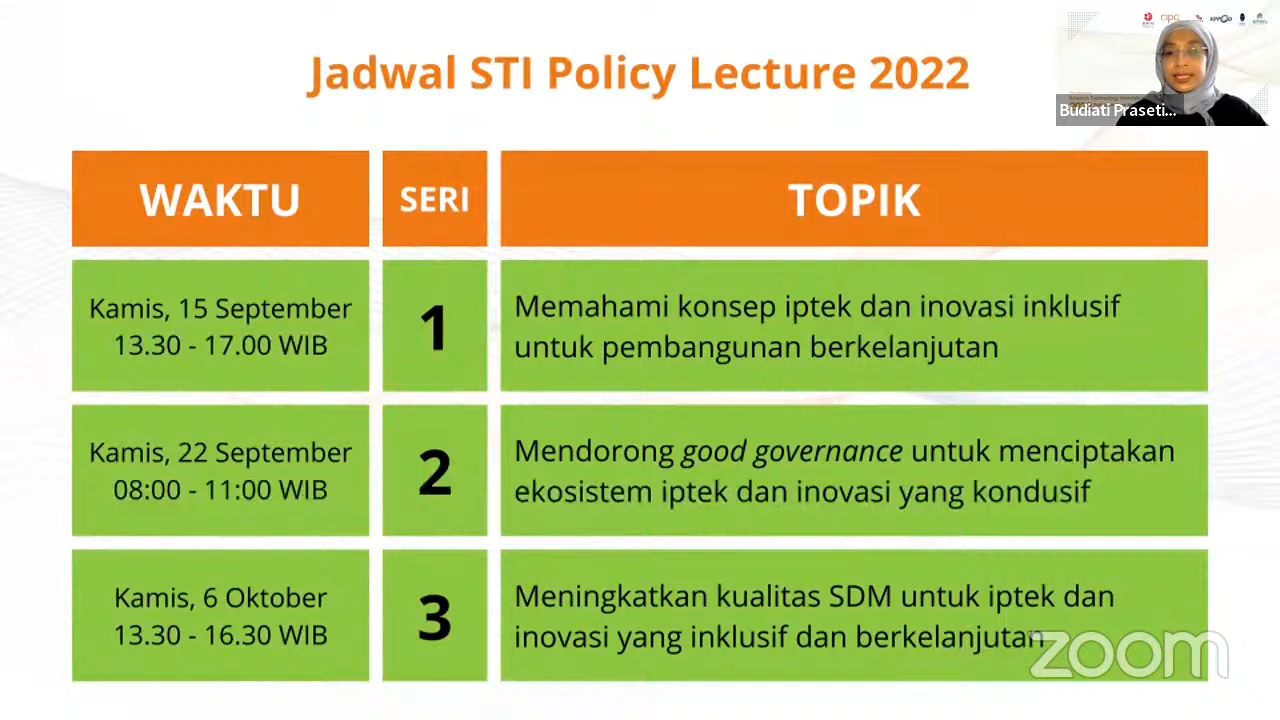 Jadwal STI Policy Lecture 2022
Budiati Praseti...
WAKTU
SERI
TOPIK
Kamis, 15 September
13.30 - 17.00 WIB
1
Memahami konsep iptek dan inovasi inklusif
untuk pembangunan berkelanjutan
Kamis, 22 September
08:00 - 11:00 WIB
2
Mendorong good governance untuk menciptakan
ekosistem iptek dan inovasi yang kondusif
Kamis, 6 Oktober
13.30 - 16.30 WIB
3
Meningkatkan kualitas SDM untuk iptek dan
inovasi yang inklusif dan berkelanjutan
zoom